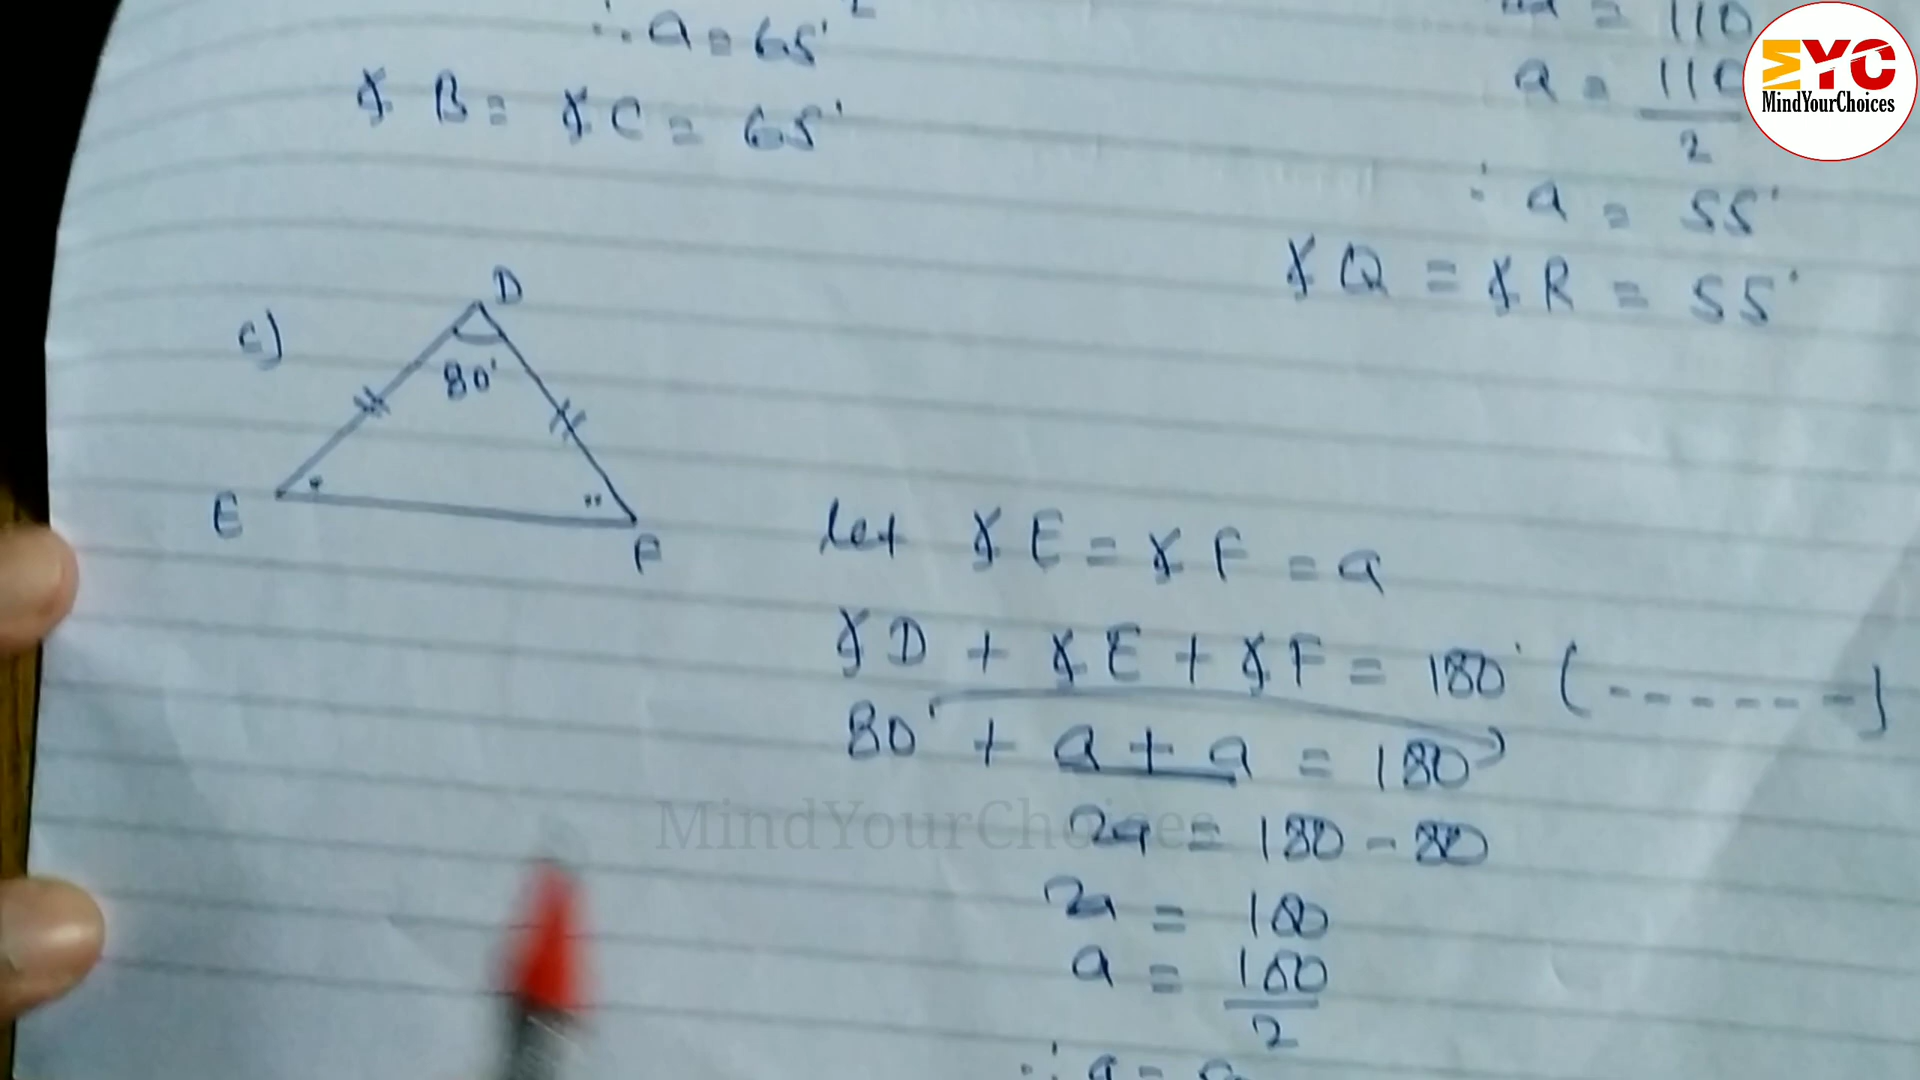 ∴ a = 65°
∡ B = ∡ C = 65°
= 110
a = 110
2
∴ a = 55°
∡ Q = ∡ R = 55°
MYC
MindYourChoices
c)
D
80°
E
F
Let ∡ E = ∡ F = a
∡ D + ∡ E + ∡ F = 180° (------)
80° + a + a = 180
2a = 180 - 80
2a = 100
a = 100
2
∴ a =
MindYourChoices